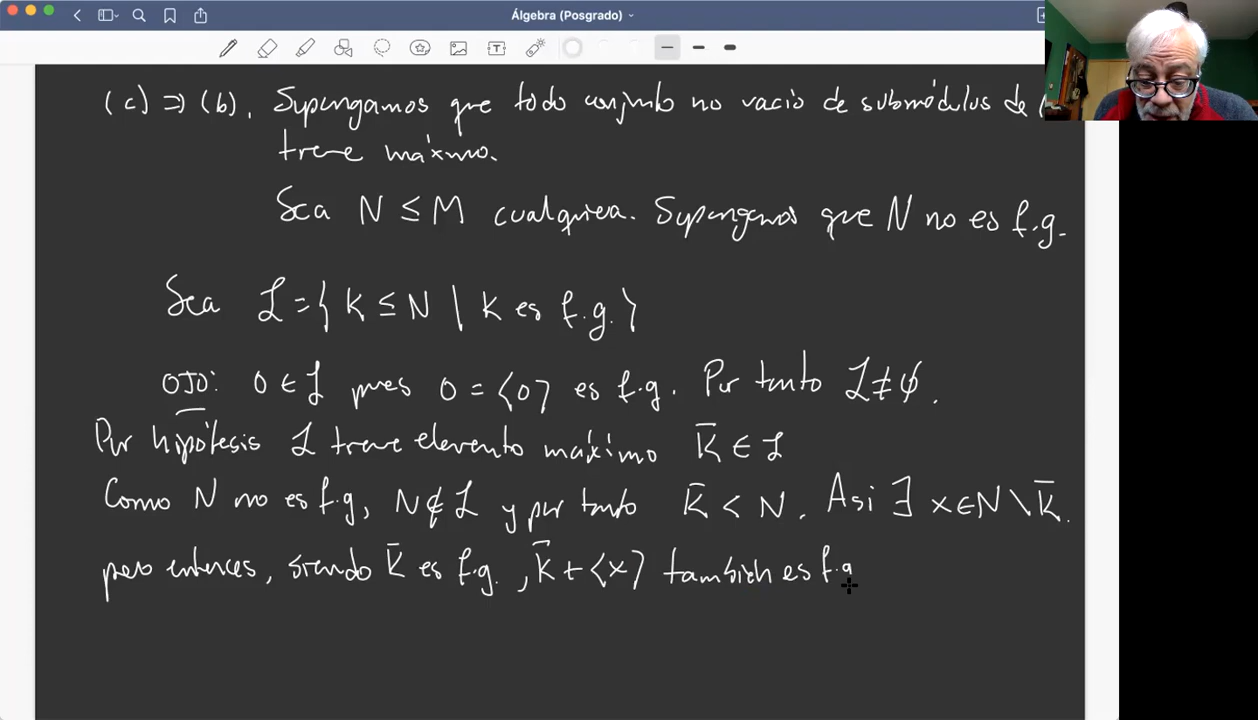 Álgebra (Posgrado)
(c) ⇒ (b). Supongamos que todo conjunto no vacío de submódulos de
tiene máximo.
Sea N ≤ M cualquiera. Supongamos que N no es f.g.
Sea ℒ = { K ≤ N | K es f.g. }
OJO: 0 ∈ ℒ pues 0 = ⟨0⟩ es f.g. Por tanto ℒ ≠ ∅.
Por hipótesis ℒ tiene elemento máximo K̄ ∈ ℒ
Como N no es f.g., N ∉ ℒ y por tanto K̄ < N. Asi ∃ x ∈ N \ K̄.
pero entonces, siendo K̄ es f.g., K̄ + ⟨x⟩ también es f.g